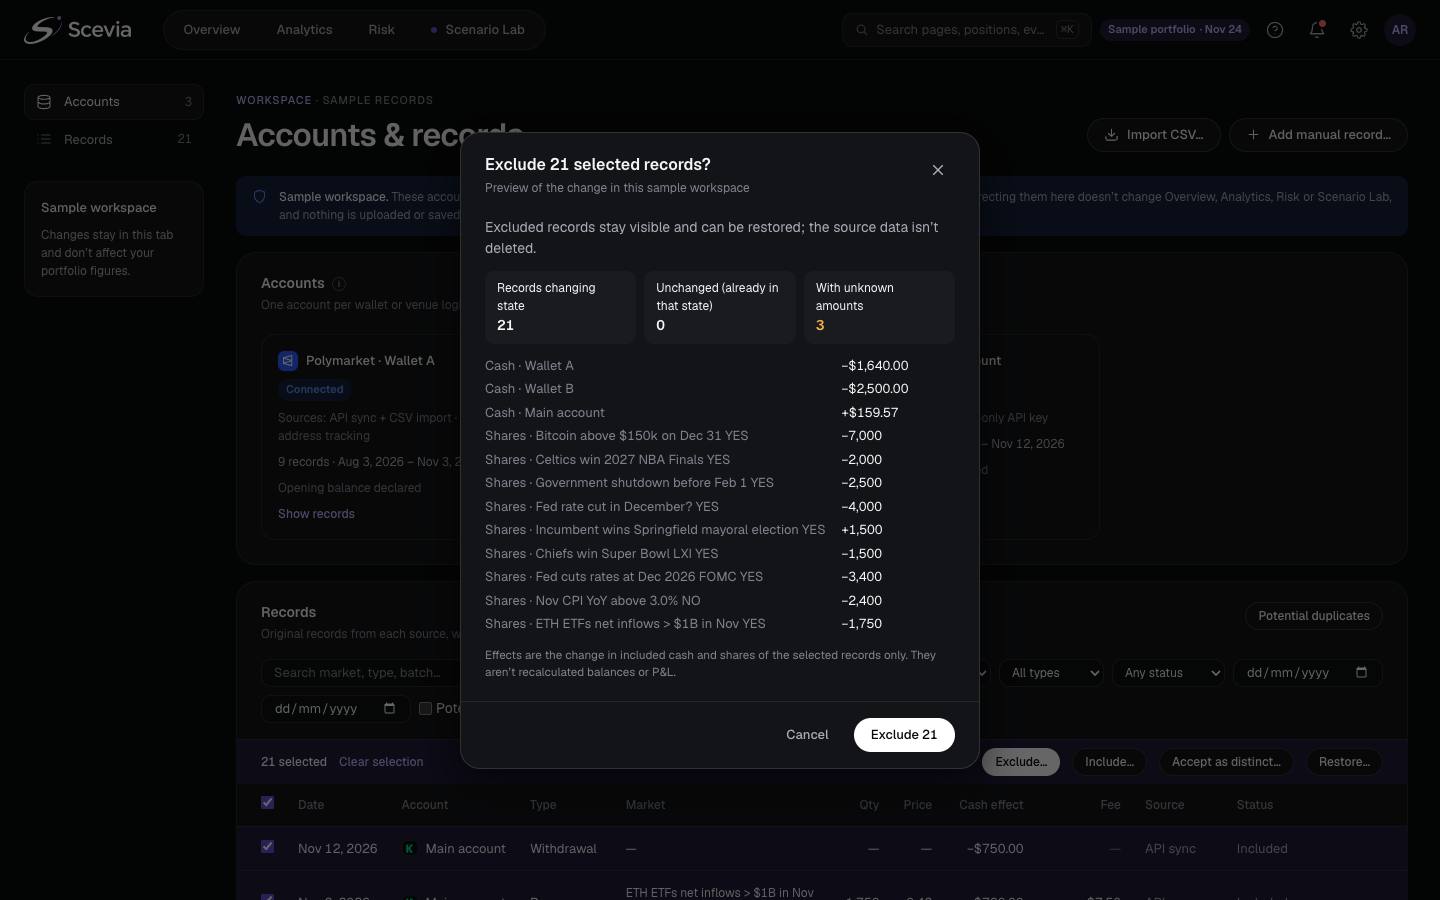 Scevia
Overview
Analytics
Risk
Scenario Lab
Search pages, positions, ev...
⌘K
Sample portfolio · Nov 24
AR
Accounts 3
Records 21
Sample workspace
Changes stay in this tab
and don't affect your
portfolio figures.
WORKSPACE · SAMPLE RECORDS
Accounts & records
Import CSV...
Add manual record...
Sample workspace. These accou
ecting them here doesn't change Overview, Analytics, Risk or Scenario Lab,
and nothing is uploaded or saved
Accounts
One account per wallet or venue logi
Polymarket · Wallet A
Connected
Sources: API sync + CSV import ·
address tracking
9 records · Aug 3, 2026 – Nov 3, 2
Opening balance declared
Show records
unt
only API key
– Nov 12, 2026
d
Exclude 21 selected records?
Preview of the change in this sample workspace
Excluded records stay visible and can be restored; the source data isn't
deleted.
Records changing
state
21
Unchanged (already in
that state)
0
With unknown
amounts
3
Cash · Wallet A −$1,640.00
Cash · Wallet B −$2,500.00
Cash · Main account +$159.57
Shares · Bitcoin above $150k on Dec 31 YES −7,000
Shares · Celtics win 2027 NBA Finals YES −2,000
Shares · Government shutdown before Feb 1 YES −2,500
Shares · Fed rate cut in December? YES −4,000
Shares · Incumbent wins Springfield mayoral election YES +1,500
Shares · Chiefs win Super Bowl LXI YES −1,500
Shares · Fed cuts rates at Dec 2026 FOMC YES −3,400
Shares · Nov CPI YoY above 3.0% NO −2,400
Shares · ETH ETFs net inflows > $1B in Nov YES −1,750
Effects are the change in included cash and shares of the selected records only. They
aren't recalculated balances or P&L.
Cancel
Exclude 21
Records
Original records from each source, w
Potential duplicates
Search market, type, batch...
All types
Any status
dd/mm/yyyy
dd/mm/yyyy
Pote
21 selected
Clear selection
Exclude...
Include...
Accept as distinct...
Restore...
Date Account Type Market Qty Price Cash effect Fee Source Status
Nov 12, 2026 K Main account Withdrawal — — — −$750.00 — API sync Included
ETH ETFs net inflows > $1B in Nov